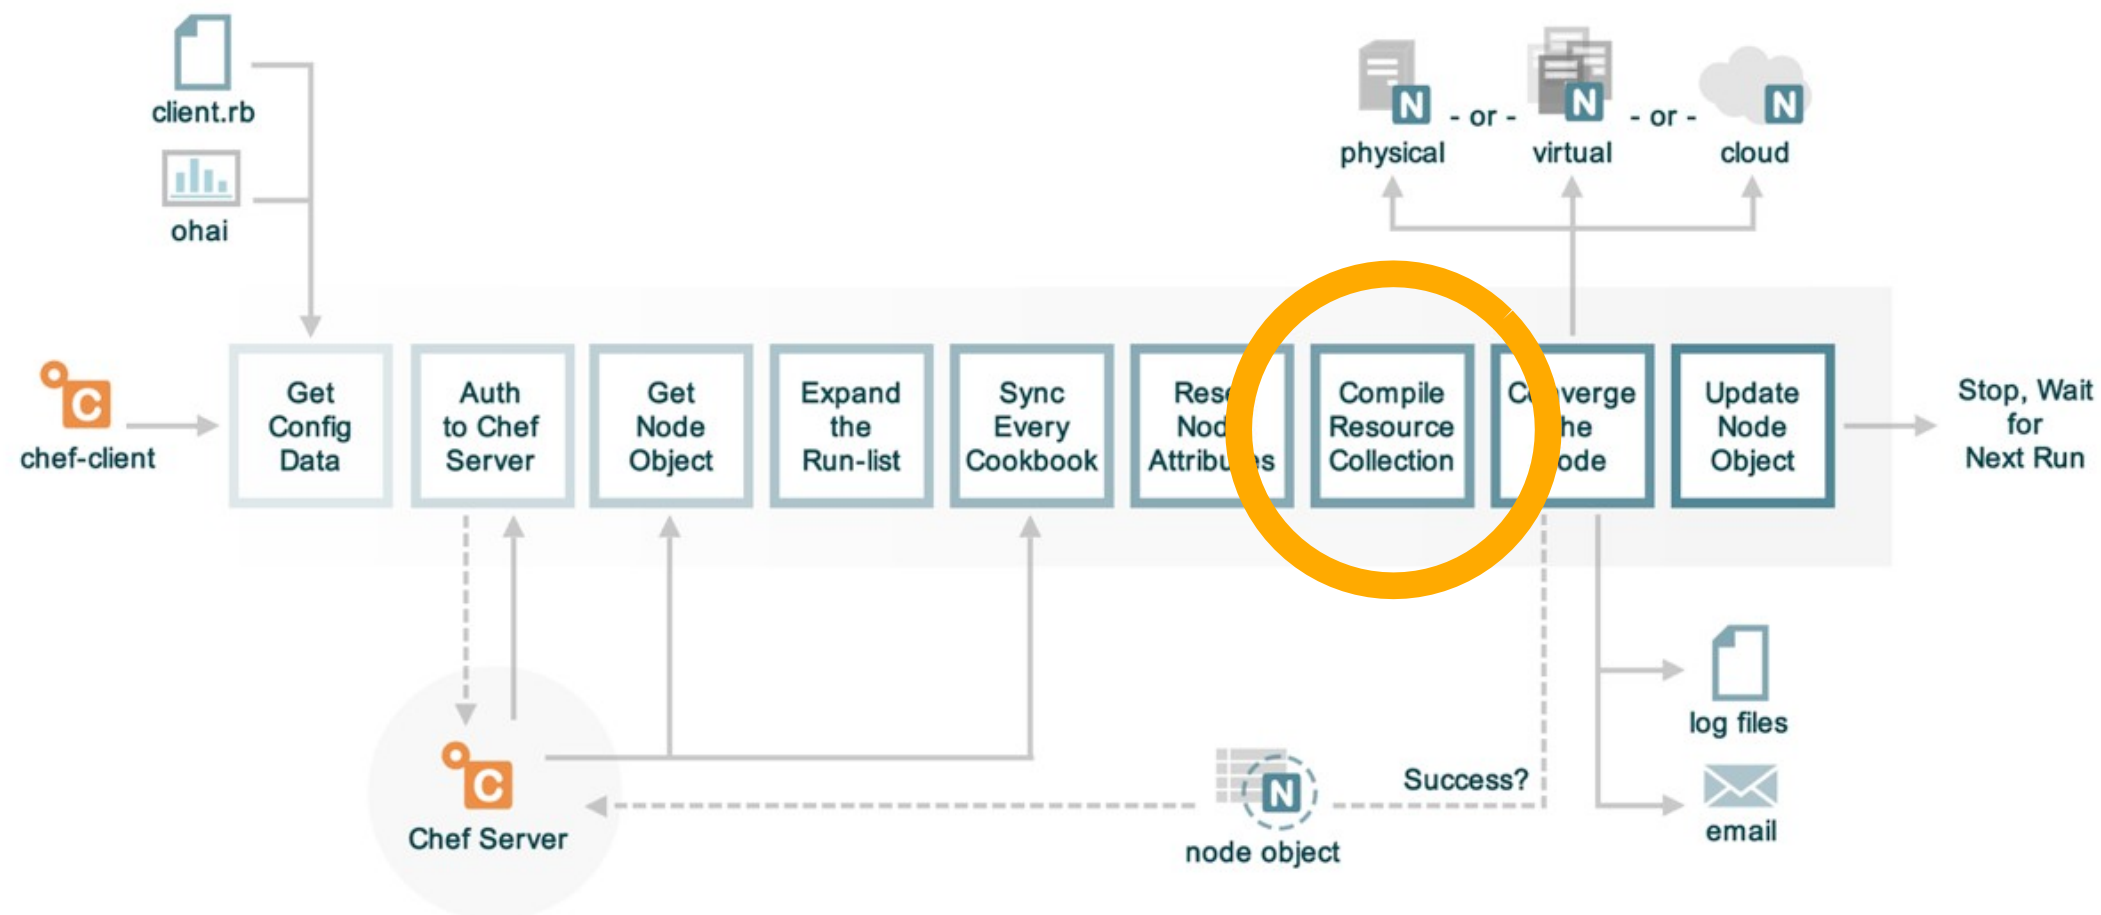 client.rb
ohai
N
- or -
N
- or -
N
physical
virtual
cloud
C
chef-client
Get
Config
Data
Auth
to Chef
Server
Get
Node
Object
Expand
the
Run-list
Sync
Every
Cookbook
Compile
Resource
Collection
Update
Node
Object
Stop, Wait
for
Next Run
C
Chef Server
N
node object
Success?
log files
email